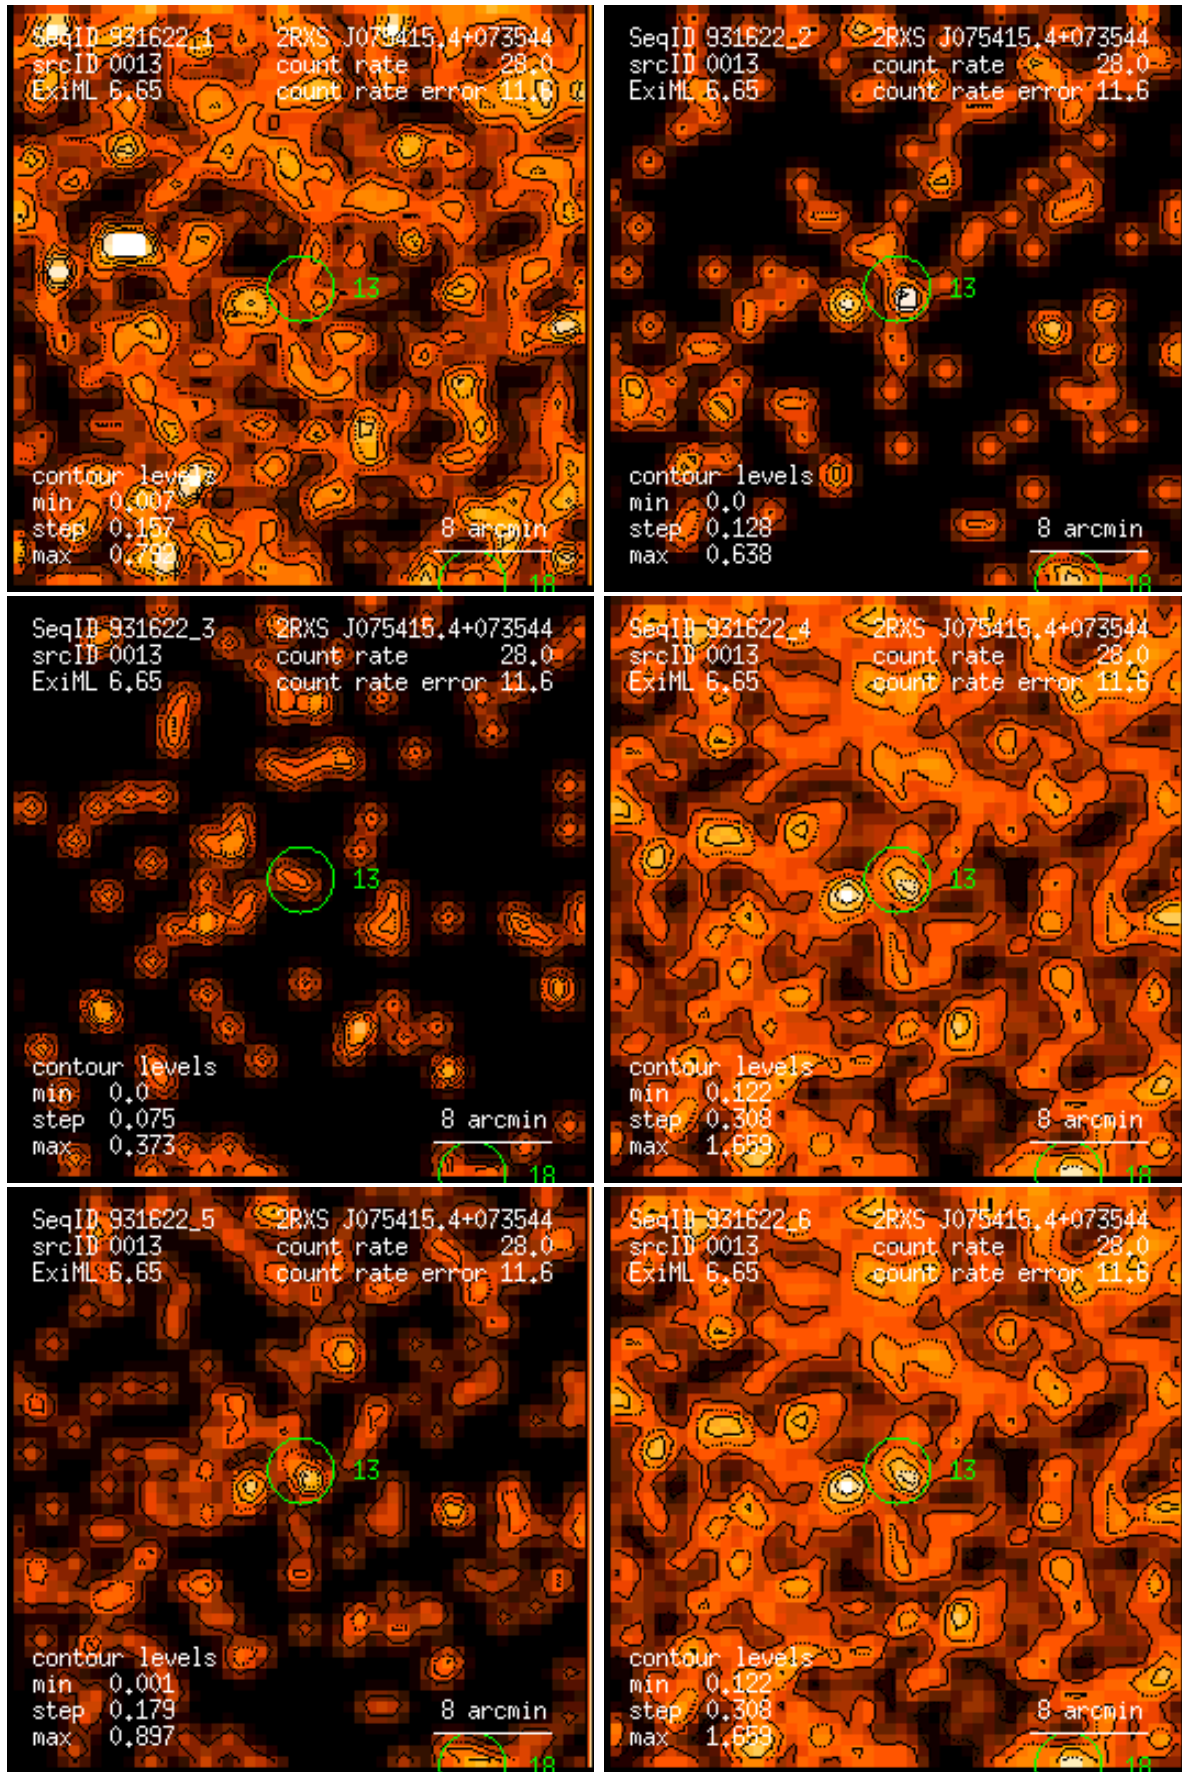 SeqID 931622_1 2RXS J075415.4+073544
srcID 0013 count rate 28.0
ExiML 6.65 count rate error 11.6
13
contour levels
min 0.007
step 0.157 8 arcmin
max 0.792
18
SeqID 931622_2 2RXS J075415.4+073544
srcID 0013 count rate 28.0
ExiML 6.65 count rate error 11.6
13
contour levels
min 0.0
step 0.128 8 arcmin
max 0.638
18
SeqID 931622_3 2RXS J075415.4+073544
srcID 0013 count rate 28.0
ExiML 6.65 count rate error 11.6
13
contour levels
min 0.0
step 0.075 8 arcmin
max 0.373
18
SeqID 931622_4 2RXS J075415.4+073544
srcID 0013 count rate 28.0
ExiML 6.65 count rate error 11.6
13
contour levels
min 0.122
step 0.308 8 arcmin
max 1.659
18
SeqID 931622_5 2RXS J075415.4+073544
srcID 0013 count rate 28.0
ExiML 6.65 count rate error 11.6
13
contour levels
min 0.001
step 0.179 8 arcmin
max 0.897
18
SeqID 931622_6 2RXS J075415.4+073544
srcID 0013 count rate 28.0
ExiML 6.65 count rate error 11.6
13
contour levels
min 0.122
step 0.308 8 arcmin
max 1.659
18